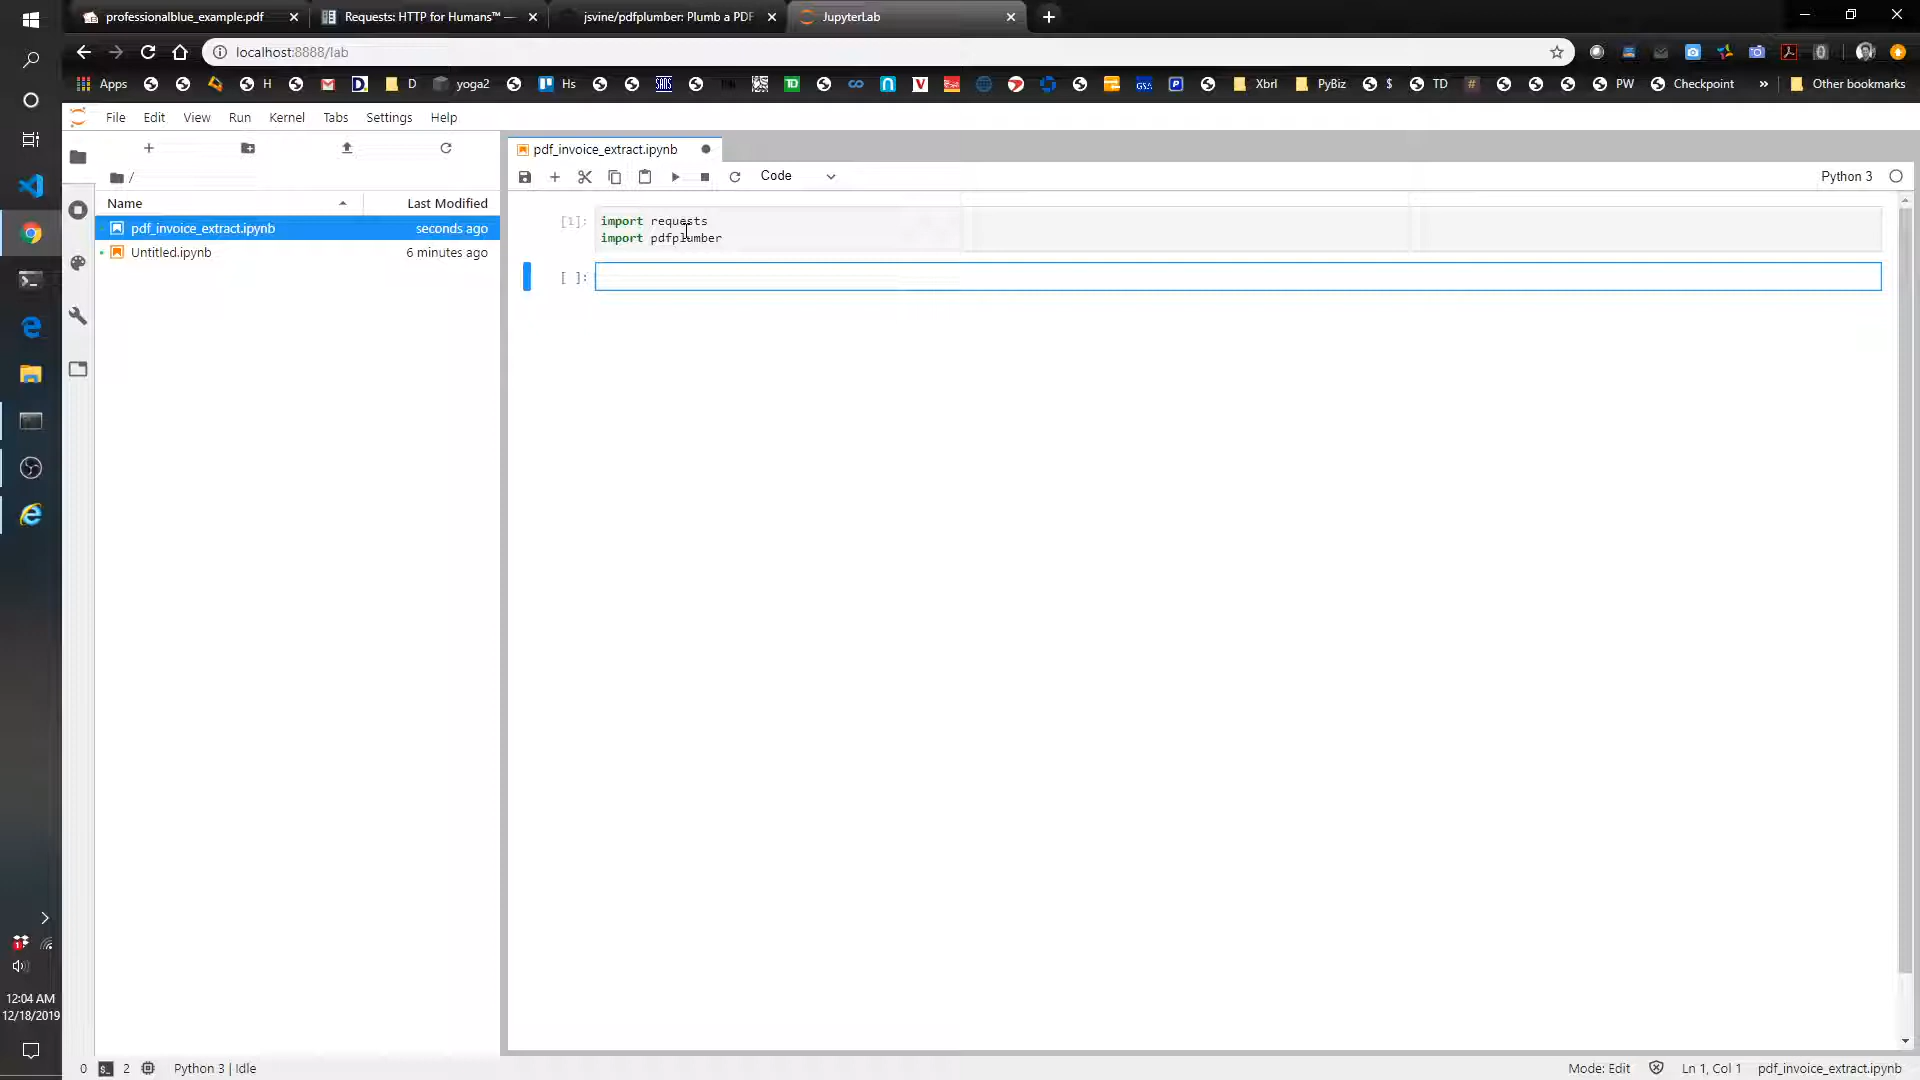 professionalblue_example.pdf
Requests: HTTP for Humans™ —
jsvine/pdfplumber: Plumb a PDF
JupyterLab
localhost:8888/lab
Apps H D yoga2 Hs Xbrl PyBiz $ TD # PW Checkpoint » Other bookmarks
File Edit View Run Kernel Tabs Settings Help
/
Name Last Modified
pdf_invoice_extract.ipynb seconds ago
Untitled.ipynb 6 minutes ago
pdf_invoice_extract.ipynb
Code Python 3
[1]: import requests
import pdfplumber
[ ]:
12:04 AM
12/18/2019
0 2 Python 3 | Idle Mode: Edit Ln 1, Col 1 pdf_invoice_extract.ipynb